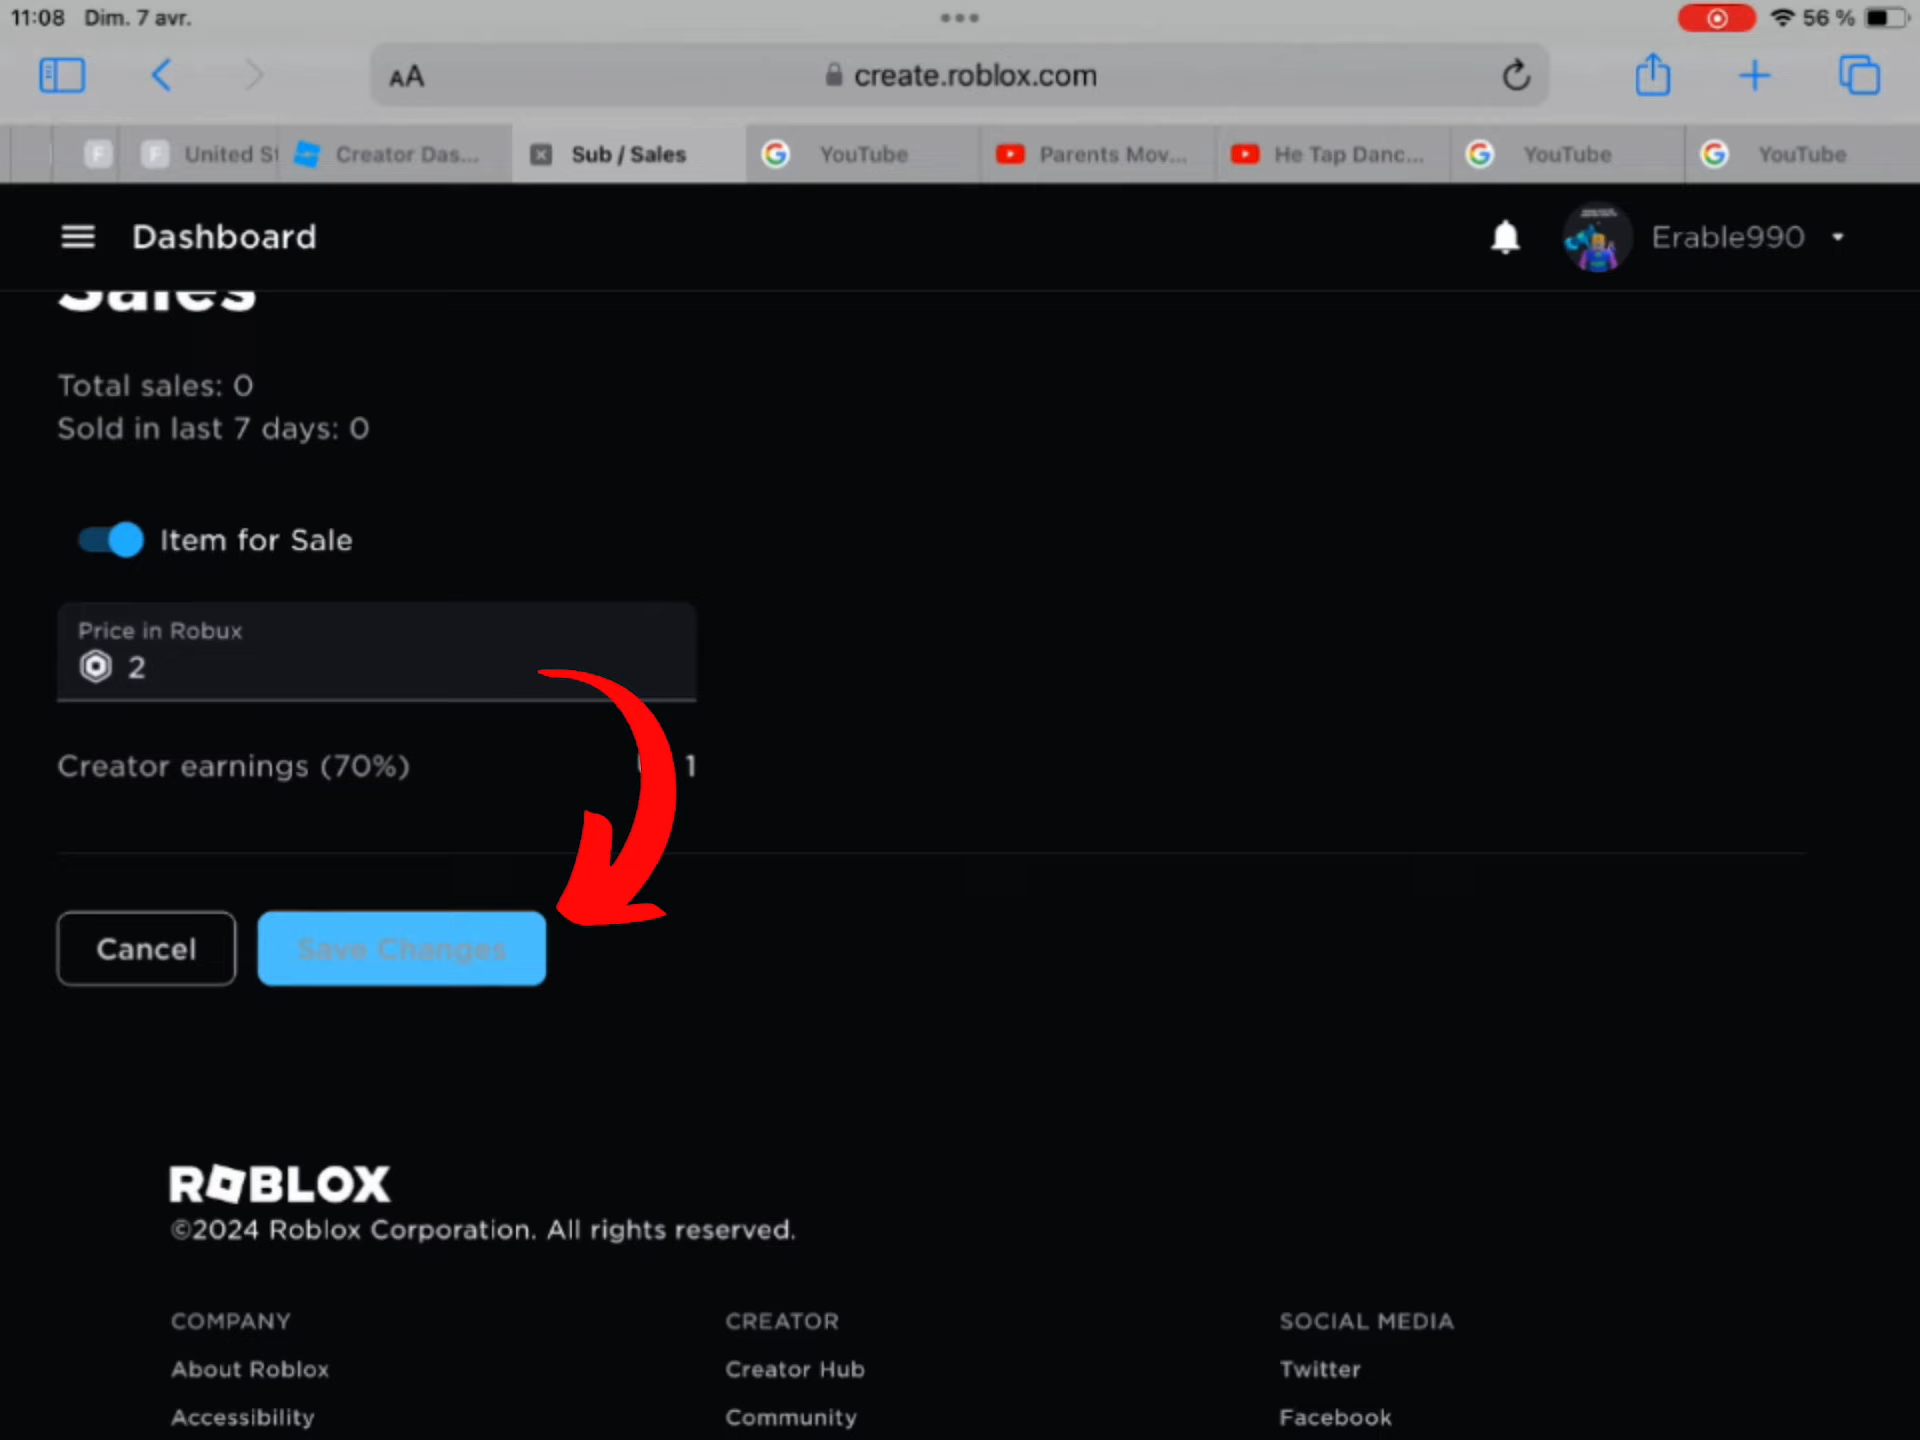 11:08 Dim. 7 avr.
56 %
AA
create.roblox.com
F
F United St
Creator Das...
Sub / Sales
YouTube
Parents Mov...
He Tap Danc...
YouTube
YouTube
Dashboard
Erable990
Sales
Total sales: 0
Sold in last 7 days: 0
Item for Sale
Price in Robux
2
Creator earnings (70%) 1
Cancel
Save Changes
ROBLOX
©2024 Roblox Corporation. All rights reserved.
COMPANY
About Roblox
Accessibility
CREATOR
Creator Hub
Community
SOCIAL MEDIA
Twitter
Facebook